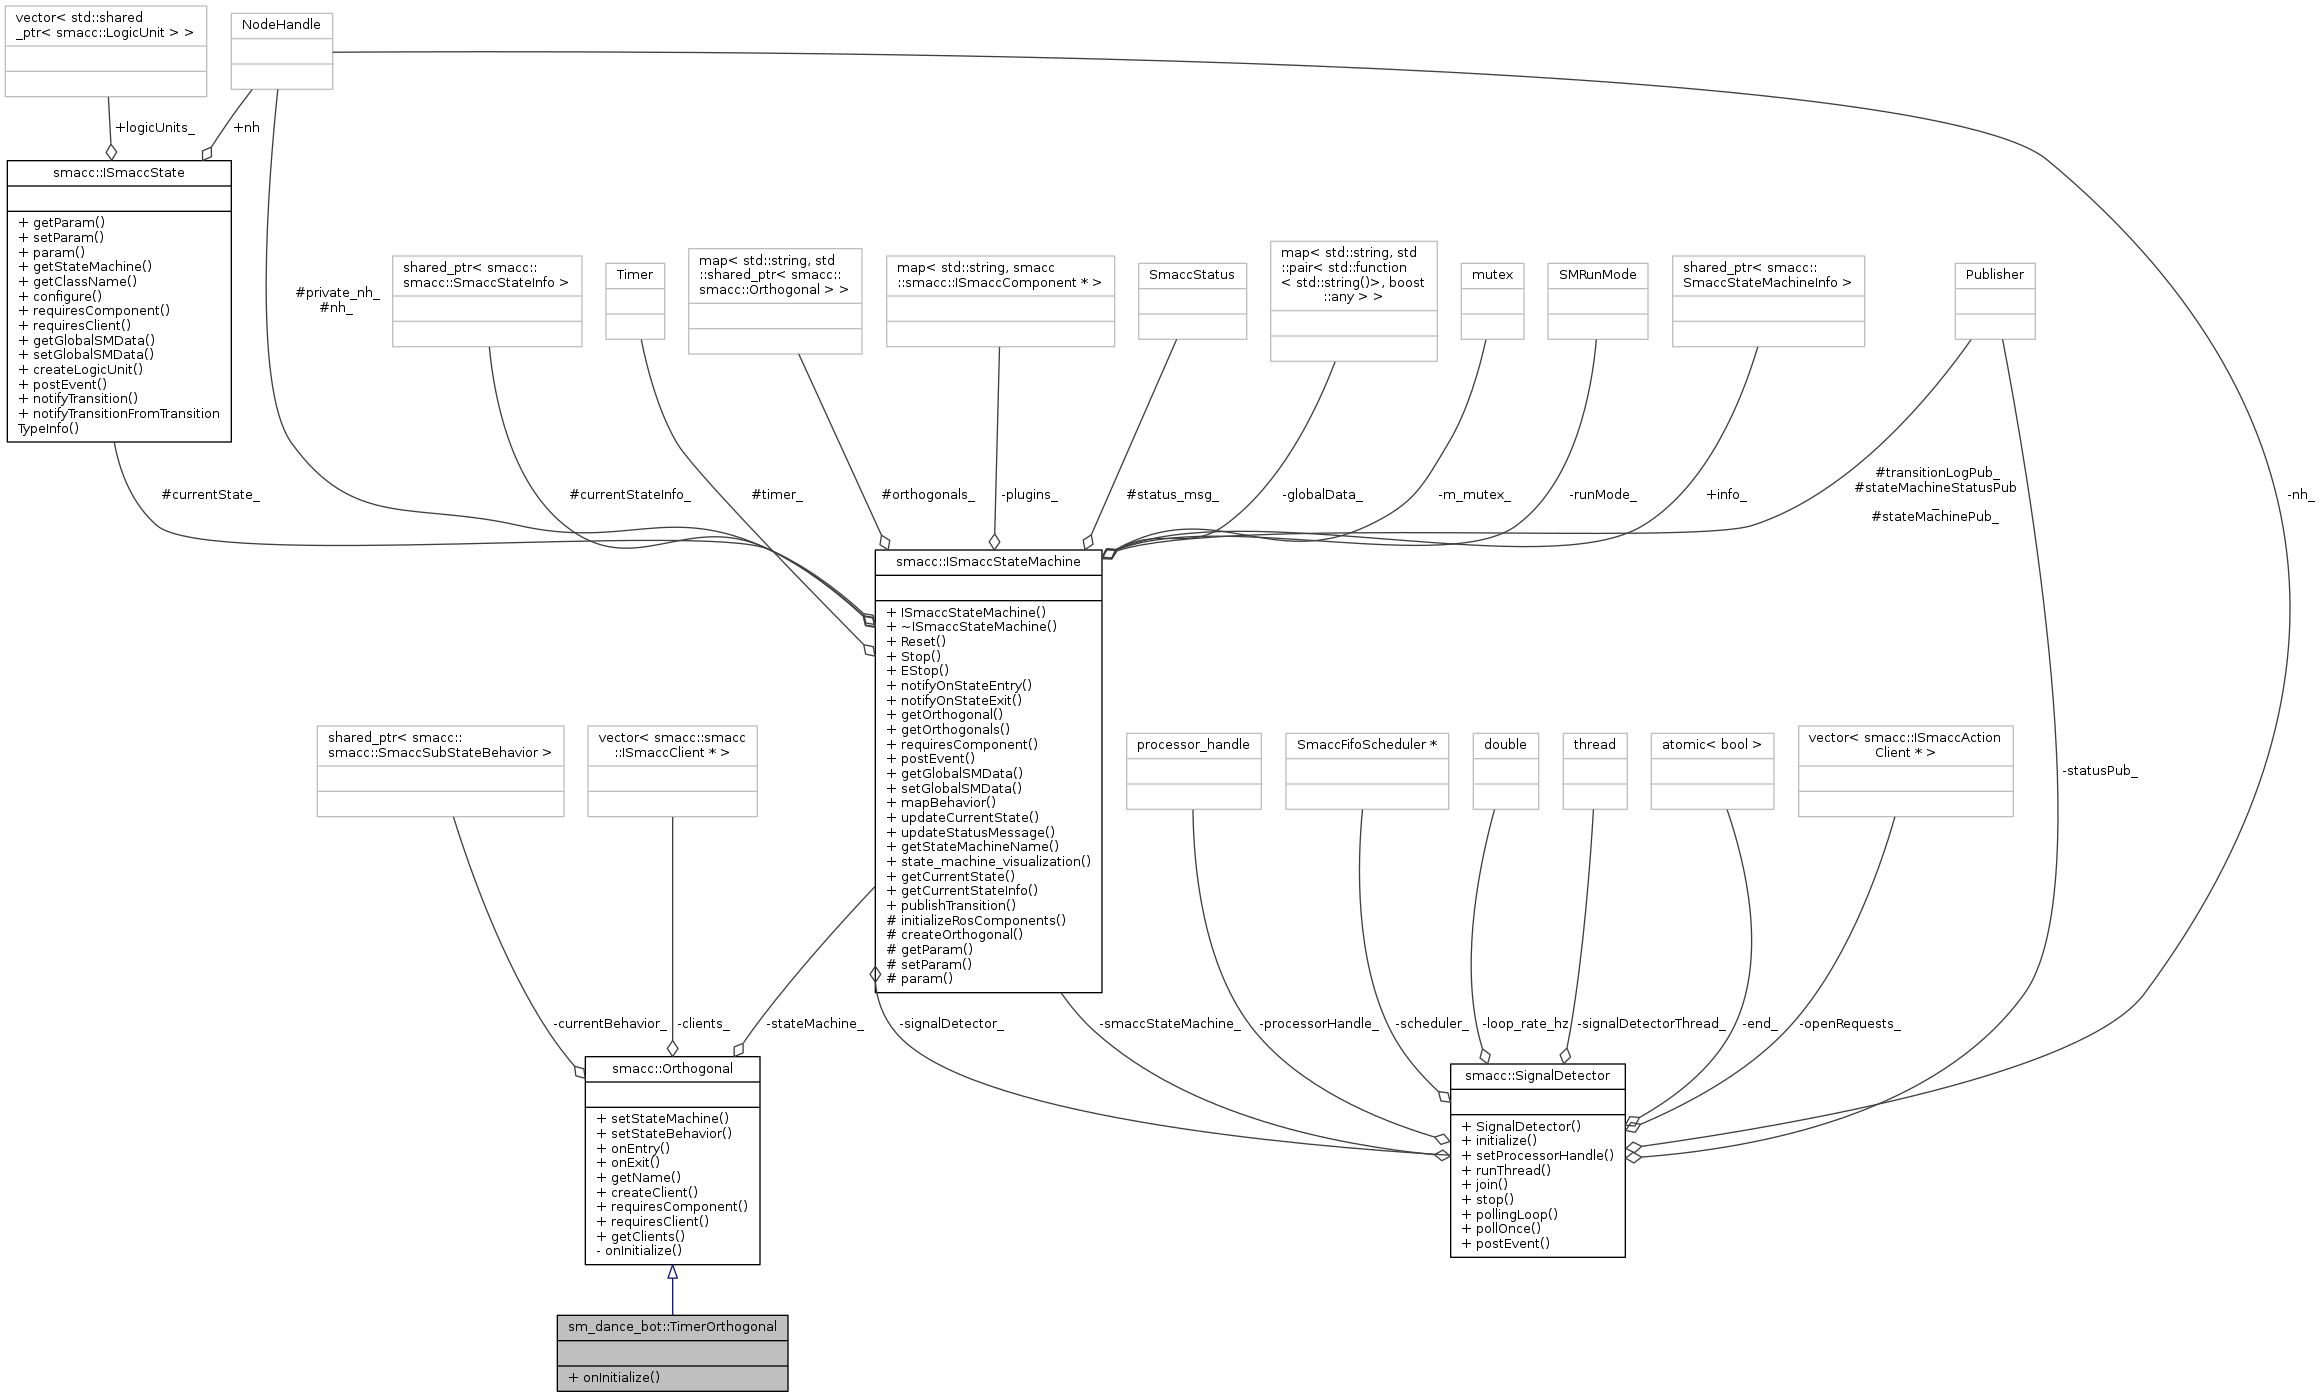 vector< std::shared
_ptr< smacc::LogicUnit > >
NodeHandle
+logicUnits_
+nh
smacc::ISmaccState
+ getParam()
+ setParam()
+ param()
+ getStateMachine()
+ getClassName()
+ configure()
+ requiresComponent()
+ requiresClient()
+ getGlobalSMData()
+ setGlobalSMData()
+ createLogicUnit()
+ postEvent()
+ notifyTransition()
+ notifyTransitionFromTransition
TypeInfo()
#private_nh_
#nh_
shared_ptr< smacc::
smacc::SmaccStateInfo >
Timer
map< std::string, std
::shared_ptr< smacc::
smacc::Orthogonal > >
map< std::string, smacc
::smacc::ISmaccComponent * >
SmaccStatus
map< std::string, std
::pair< std::function
< std::string()>, boost
::any > >
mutex
SMRunMode
shared_ptr< smacc::
SmaccStateMachineInfo >
Publisher
#currentState_
#currentStateInfo_
#timer_
#orthogonals_
-plugins_
#status_msg_
-globalData_
-m_mutex_
-runMode_
+info_
#transitionLogPub_
#stateMachineStatusPub
_
#stateMachinePub_
-nh_
smacc::ISmaccStateMachine
+ ISmaccStateMachine()
+ ~ISmaccStateMachine()
+ Reset()
+ Stop()
+ EStop()
+ notifyOnStateEntry()
+ notifyOnStateExit()
+ getOrthogonal()
+ getOrthogonals()
+ requiresComponent()
+ postEvent()
+ getGlobalSMData()
+ setGlobalSMData()
+ mapBehavior()
+ updateCurrentState()
+ updateStatusMessage()
+ getStateMachineName()
+ state_machine_visualization()
+ getCurrentState()
+ getCurrentStateInfo()
+ publishTransition()
# initializeRosComponents()
# createOrthogonal()
# getParam()
# setParam()
# param()
shared_ptr< smacc::
smacc::SmaccSubStateBehavior >
vector< smacc::smacc
::ISmaccClient * >
processor_handle
SmaccFifoScheduler *
double
thread
atomic< bool >
vector< smacc::ISmaccAction
Client * >
-statusPub_
-currentBehavior_
-clients_
-stateMachine_
-signalDetector_
-smaccStateMachine_
-processorHandle_
-scheduler_
-loop_rate_hz
-signalDetectorThread_
-end_
-openRequests_
smacc::Orthogonal
+ setStateMachine()
+ setStateBehavior()
+ onEntry()
+ onExit()
+ getName()
+ createClient()
+ requiresComponent()
+ requiresClient()
+ getClients()
- onInitialize()
smacc::SignalDetector
+ SignalDetector()
+ initialize()
+ setProcessorHandle()
+ runThread()
+ join()
+ stop()
+ pollingLoop()
+ pollOnce()
+ postEvent()
sm_dance_bot::TimerOrthogonal
+ onInitialize()